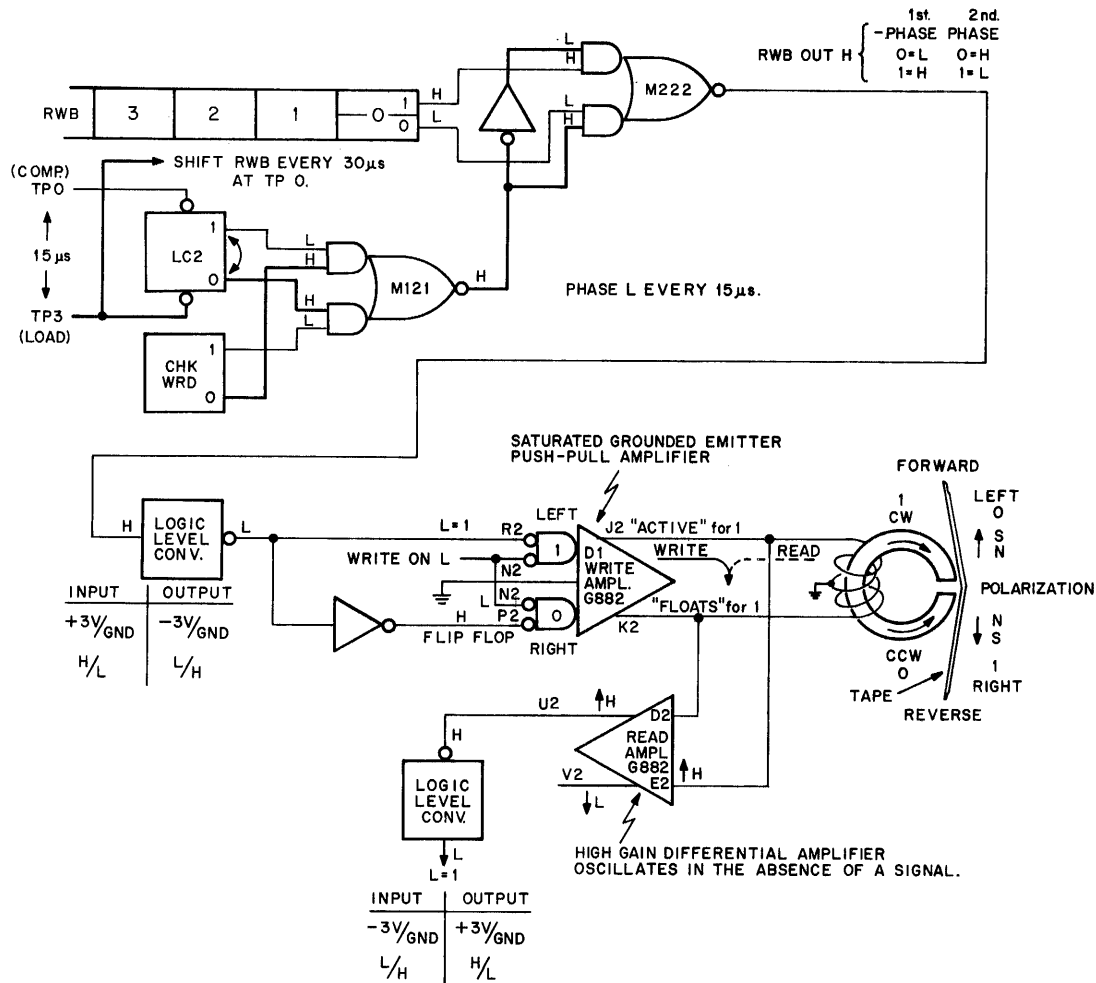 1st. 2nd.
-PHASE PHASE
RWB OUT H { 0=L 0=H
1=H 1=L
L
H
M222
RWB 3 2 1 0 1 0
H
L
L
H
SHIFT RWB EVERY 30µs
AT TP 0.
(COMP.)
TP0
15 µs
TP3
(LOAD)
LC2
1
0
L
H
H
L
M121
H
PHASE L EVERY 15µs.
CHK
WRD
1
0
SATURATED GROUNDED EMITTER
PUSH-PULL AMPLIFIER
H
LOGIC
LEVEL
CONV.
L
L=1
R2
LEFT
1
WRITE ON L
N2
N2
L
P2
0
H
FLIP FLOP
RIGHT
D1
WRITE
AMPL.
G882
J2 "ACTIVE" for 1
WRITE
READ
"FLOATS" for 1
K2
FORWARD
1
CW
LEFT
0
S
N
POLARIZATION
N
S
1
RIGHT
CCW
0
TAPE
REVERSE
INPUT OUTPUT
+3V/GND -3V/GND
H/L L/H
U2
H
H
D2
READ
AMPL
G882
E2
H
V2
L
LOGIC
LEVEL
CONV.
L
L=1
HIGH GAIN DIFFERENTIAL AMPLIFIER
OSCILLATES IN THE ABSENCE OF A SIGNAL.
INPUT OUTPUT
-3V/GND +3V/GND
L/H H/L